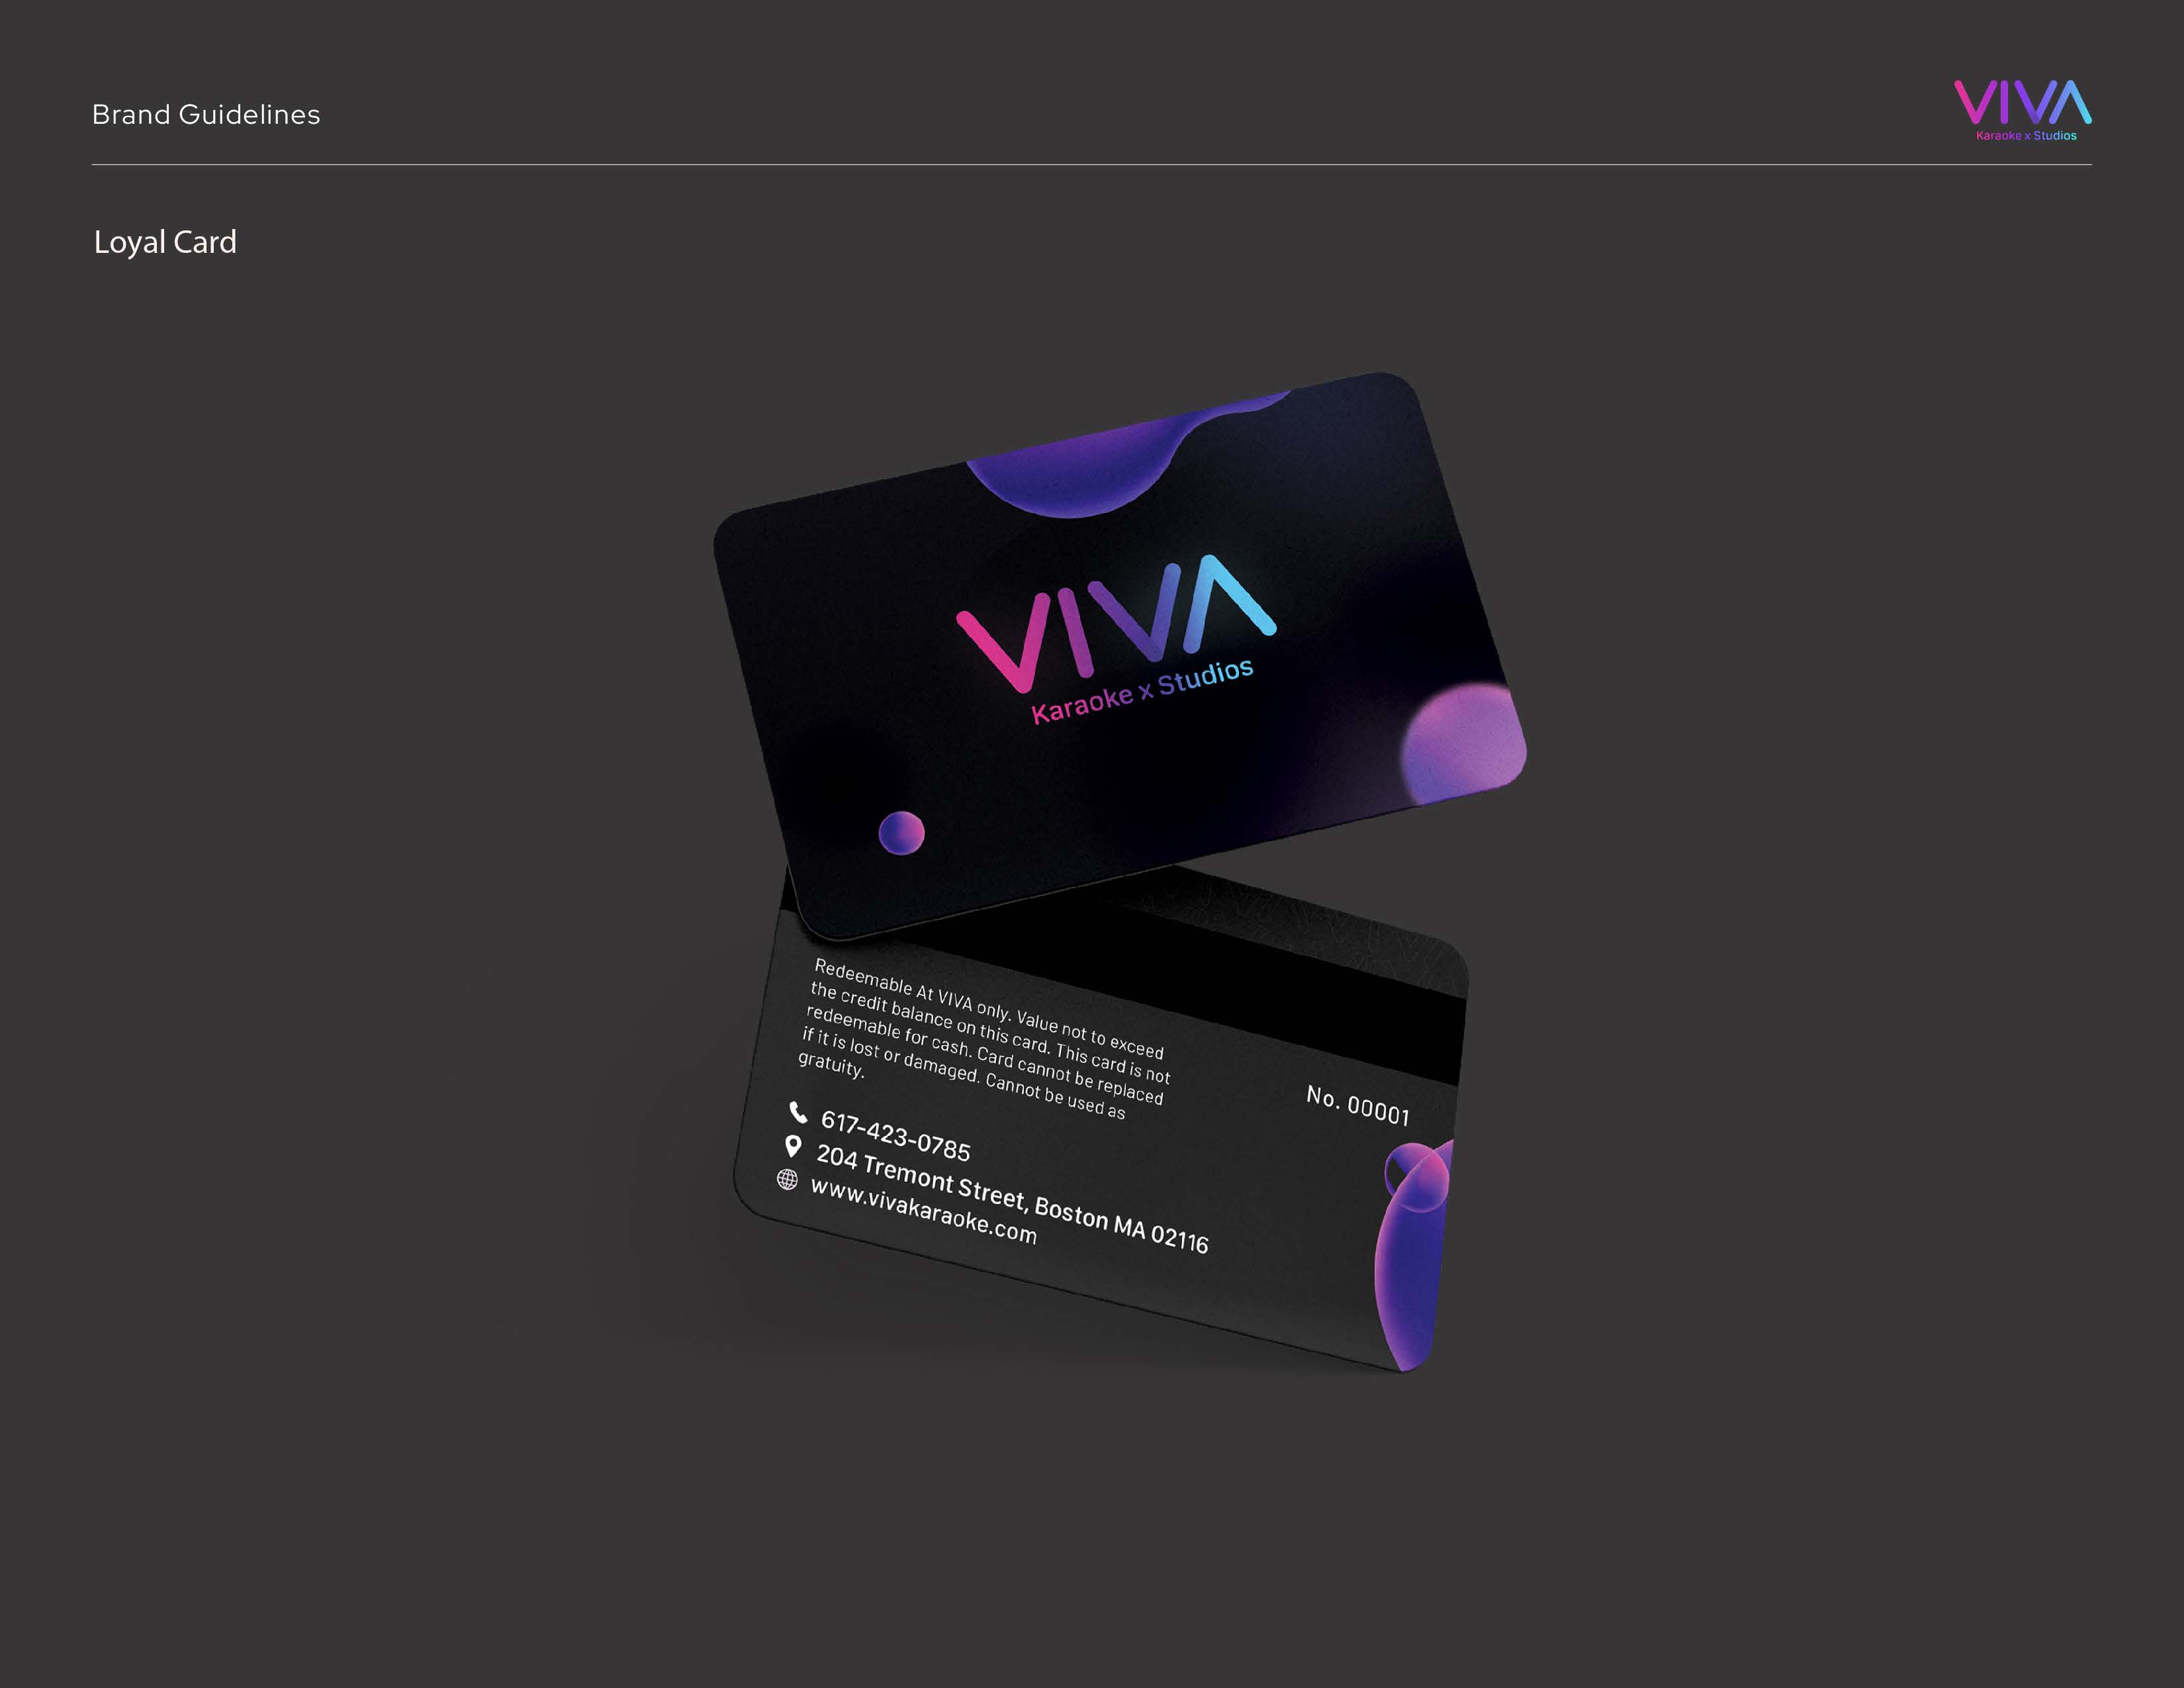 Brand Guidelines
VIVA
Karaoke x Studios
Loyal Card
VIVA
Karaoke x Studios
Redeemable At VIVA only. Value not to exceed
the credit balance on this card. This card is not
redeemable for cash. Card cannot be replaced
if it is lost or damaged. Cannot be used as
gratuity.
No. 00001
617-423-0785
204 Tremont Street, Boston MA 02116
www.vivakaraoke.com